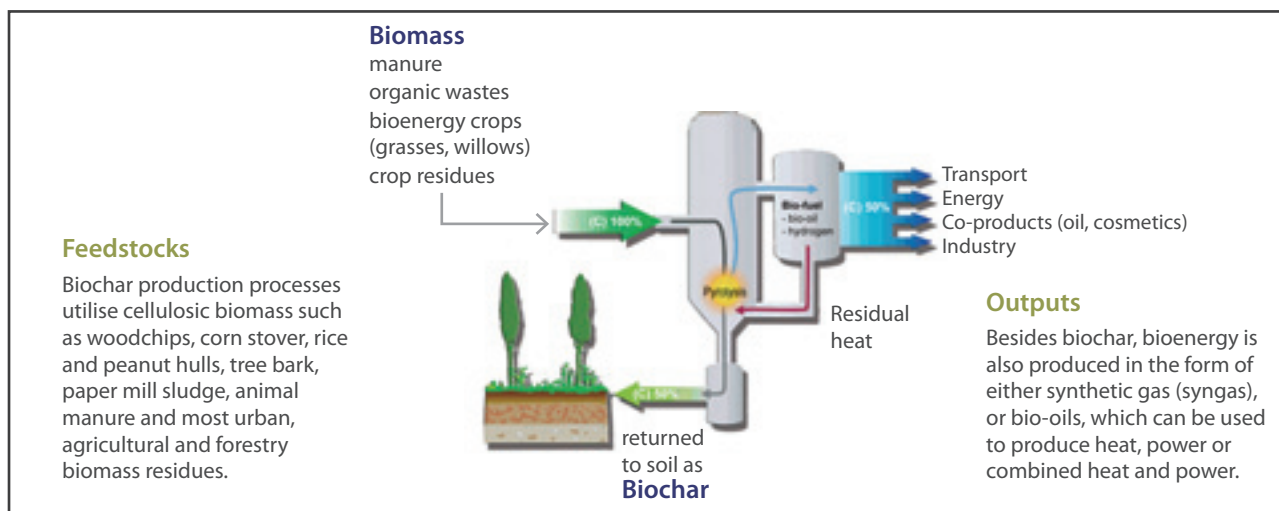 Biomass
manure
organic wastes
bioenergy crops
(grasses, willows)
crop residues
(C) 100%
Pyrolysis
Bio-fuel
- bio-oil
- hydrogen
(C) 50%
Transport
Energy
Co-products (oil, cosmetics)
Industry
Residual
heat
(C) 50%
returned
to soil as
Biochar
Feedstocks
Biochar production processes
utilise cellulosic biomass such
as woodchips, corn stover, rice
and peanut hulls, tree bark,
paper mill sludge, animal
manure and most urban,
agricultural and forestry
biomass residues.
Outputs
Besides biochar, bioenergy is
also produced in the form of
either synthetic gas (syngas),
or bio-oils, which can be used
to produce heat, power or
combined heat and power.